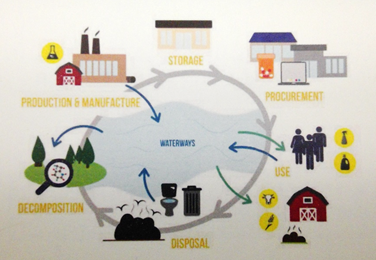 STORAGE
PRODUCTION & MANUFACTURE
PROCUREMENT
WATERWAYS
USE
DECOMPOSITION
DISPOSAL